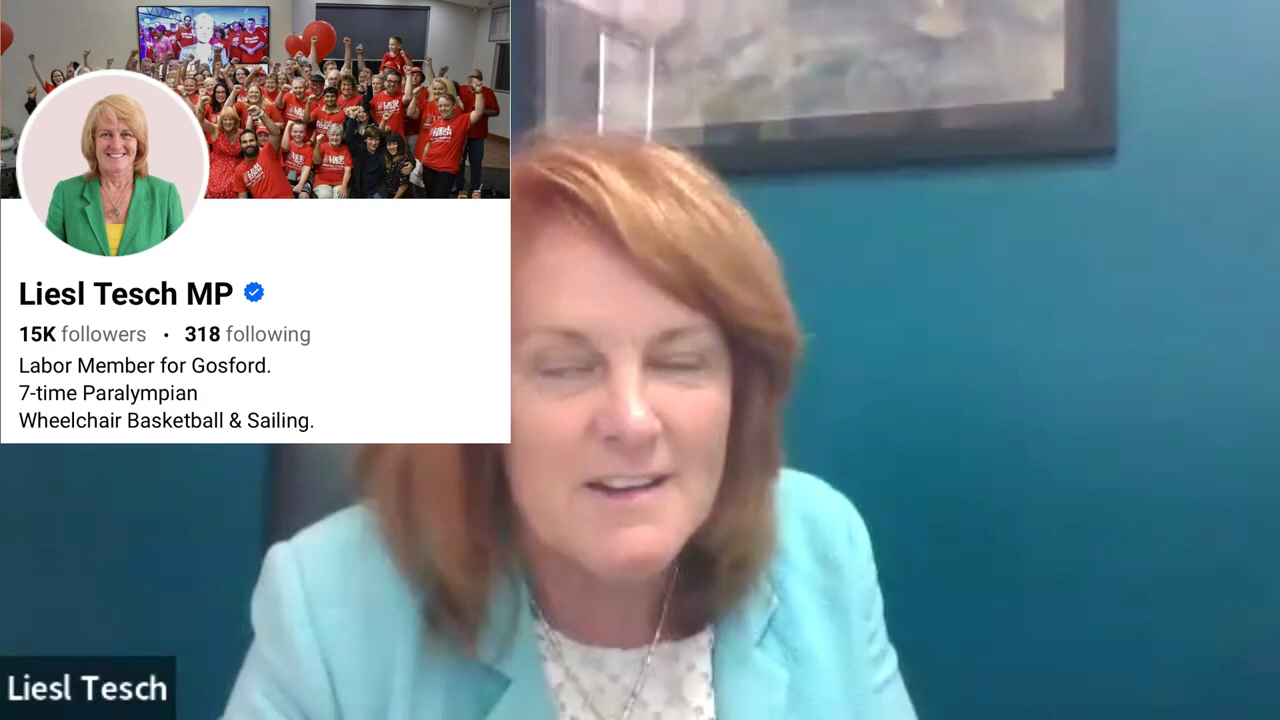 Liesl Tesch MP
15K followers • 318 following
Labor Member for Gosford.
7-time Paralympian
Wheelchair Basketball & Sailing.
Liesl Tesch